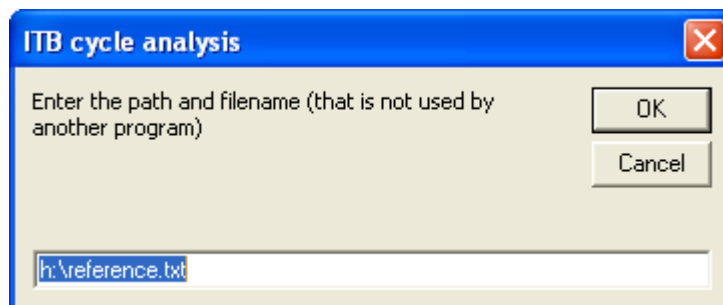 ITB cycle analysis
Enter the path and filename (that is not used by
another program)
OK
Cancel
h:\reference.txt